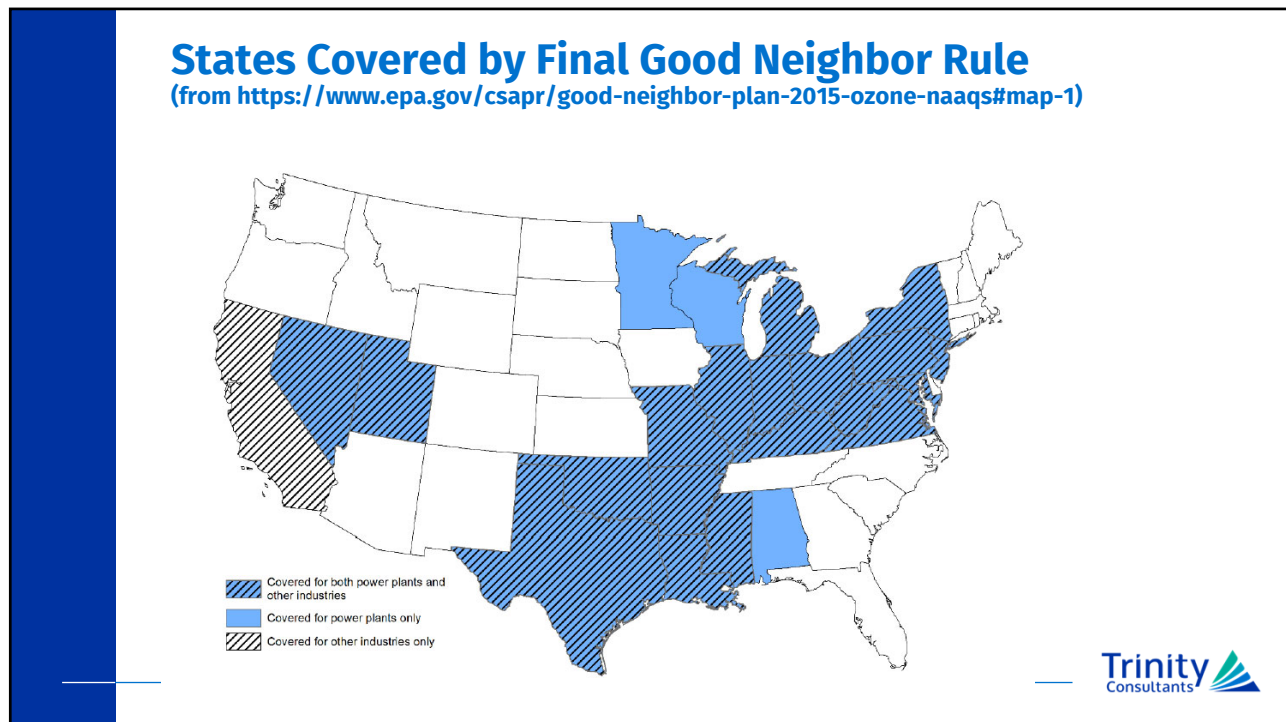 States Covered by Final Good Neighbor Rule
(from https://www.epa.gov/csapr/good-neighbor-plan-2015-ozone-naaqs#map-1)
Covered for both power plants and
other industries
Covered for power plants only
Covered for other industries only
Trinity
Consultants